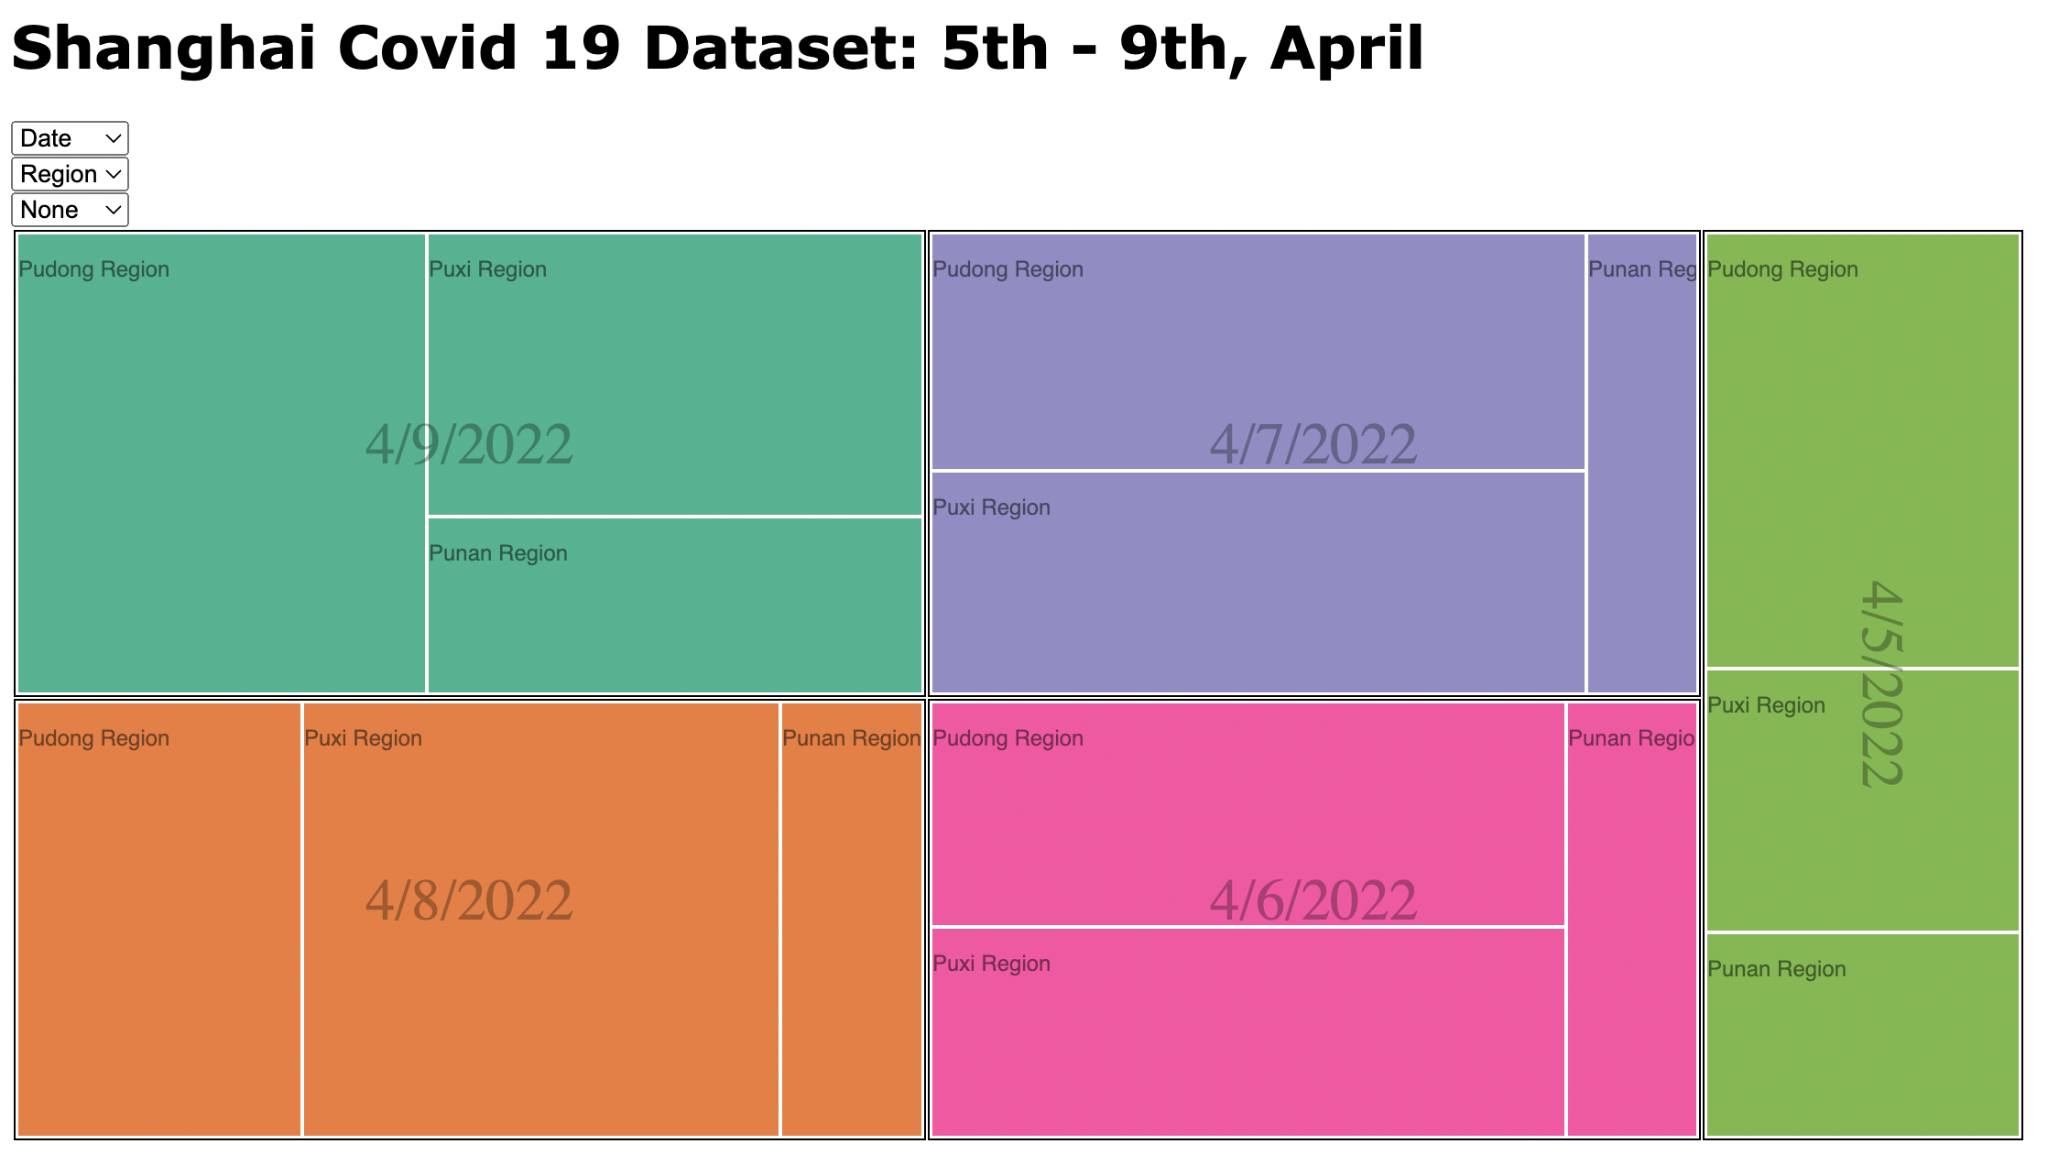 Shanghai Covid 19 Dataset: 5th - 9th, April
Date
Region
None
Pudong Region
Puxi Region
Punan Region
4/9/2022
Pudong Region
Punan Reg
Puxi Region
4/7/2022
Pudong Region
Puxi Region
Punan Region
4/5/2022
Pudong Region
Puxi Region
Punan Region
4/8/2022
Pudong Region
Punan Regio
Puxi Region
4/6/2022